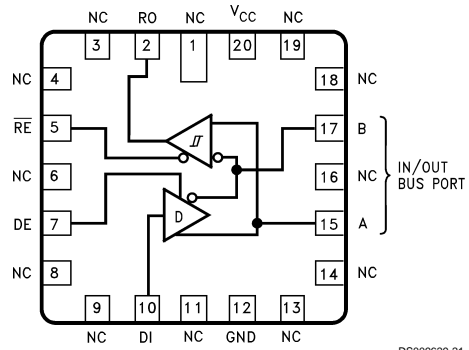 NC RO NC VCC NC
3 2 1 20 19
NC 4 18 NC
RE 5 17 B
IN/OUT
BUS PORT
NC 6 16 NC
DE 7 D 15 A
NC 8 14 NC
9 10 11 12 13
NC DI NC GND NC